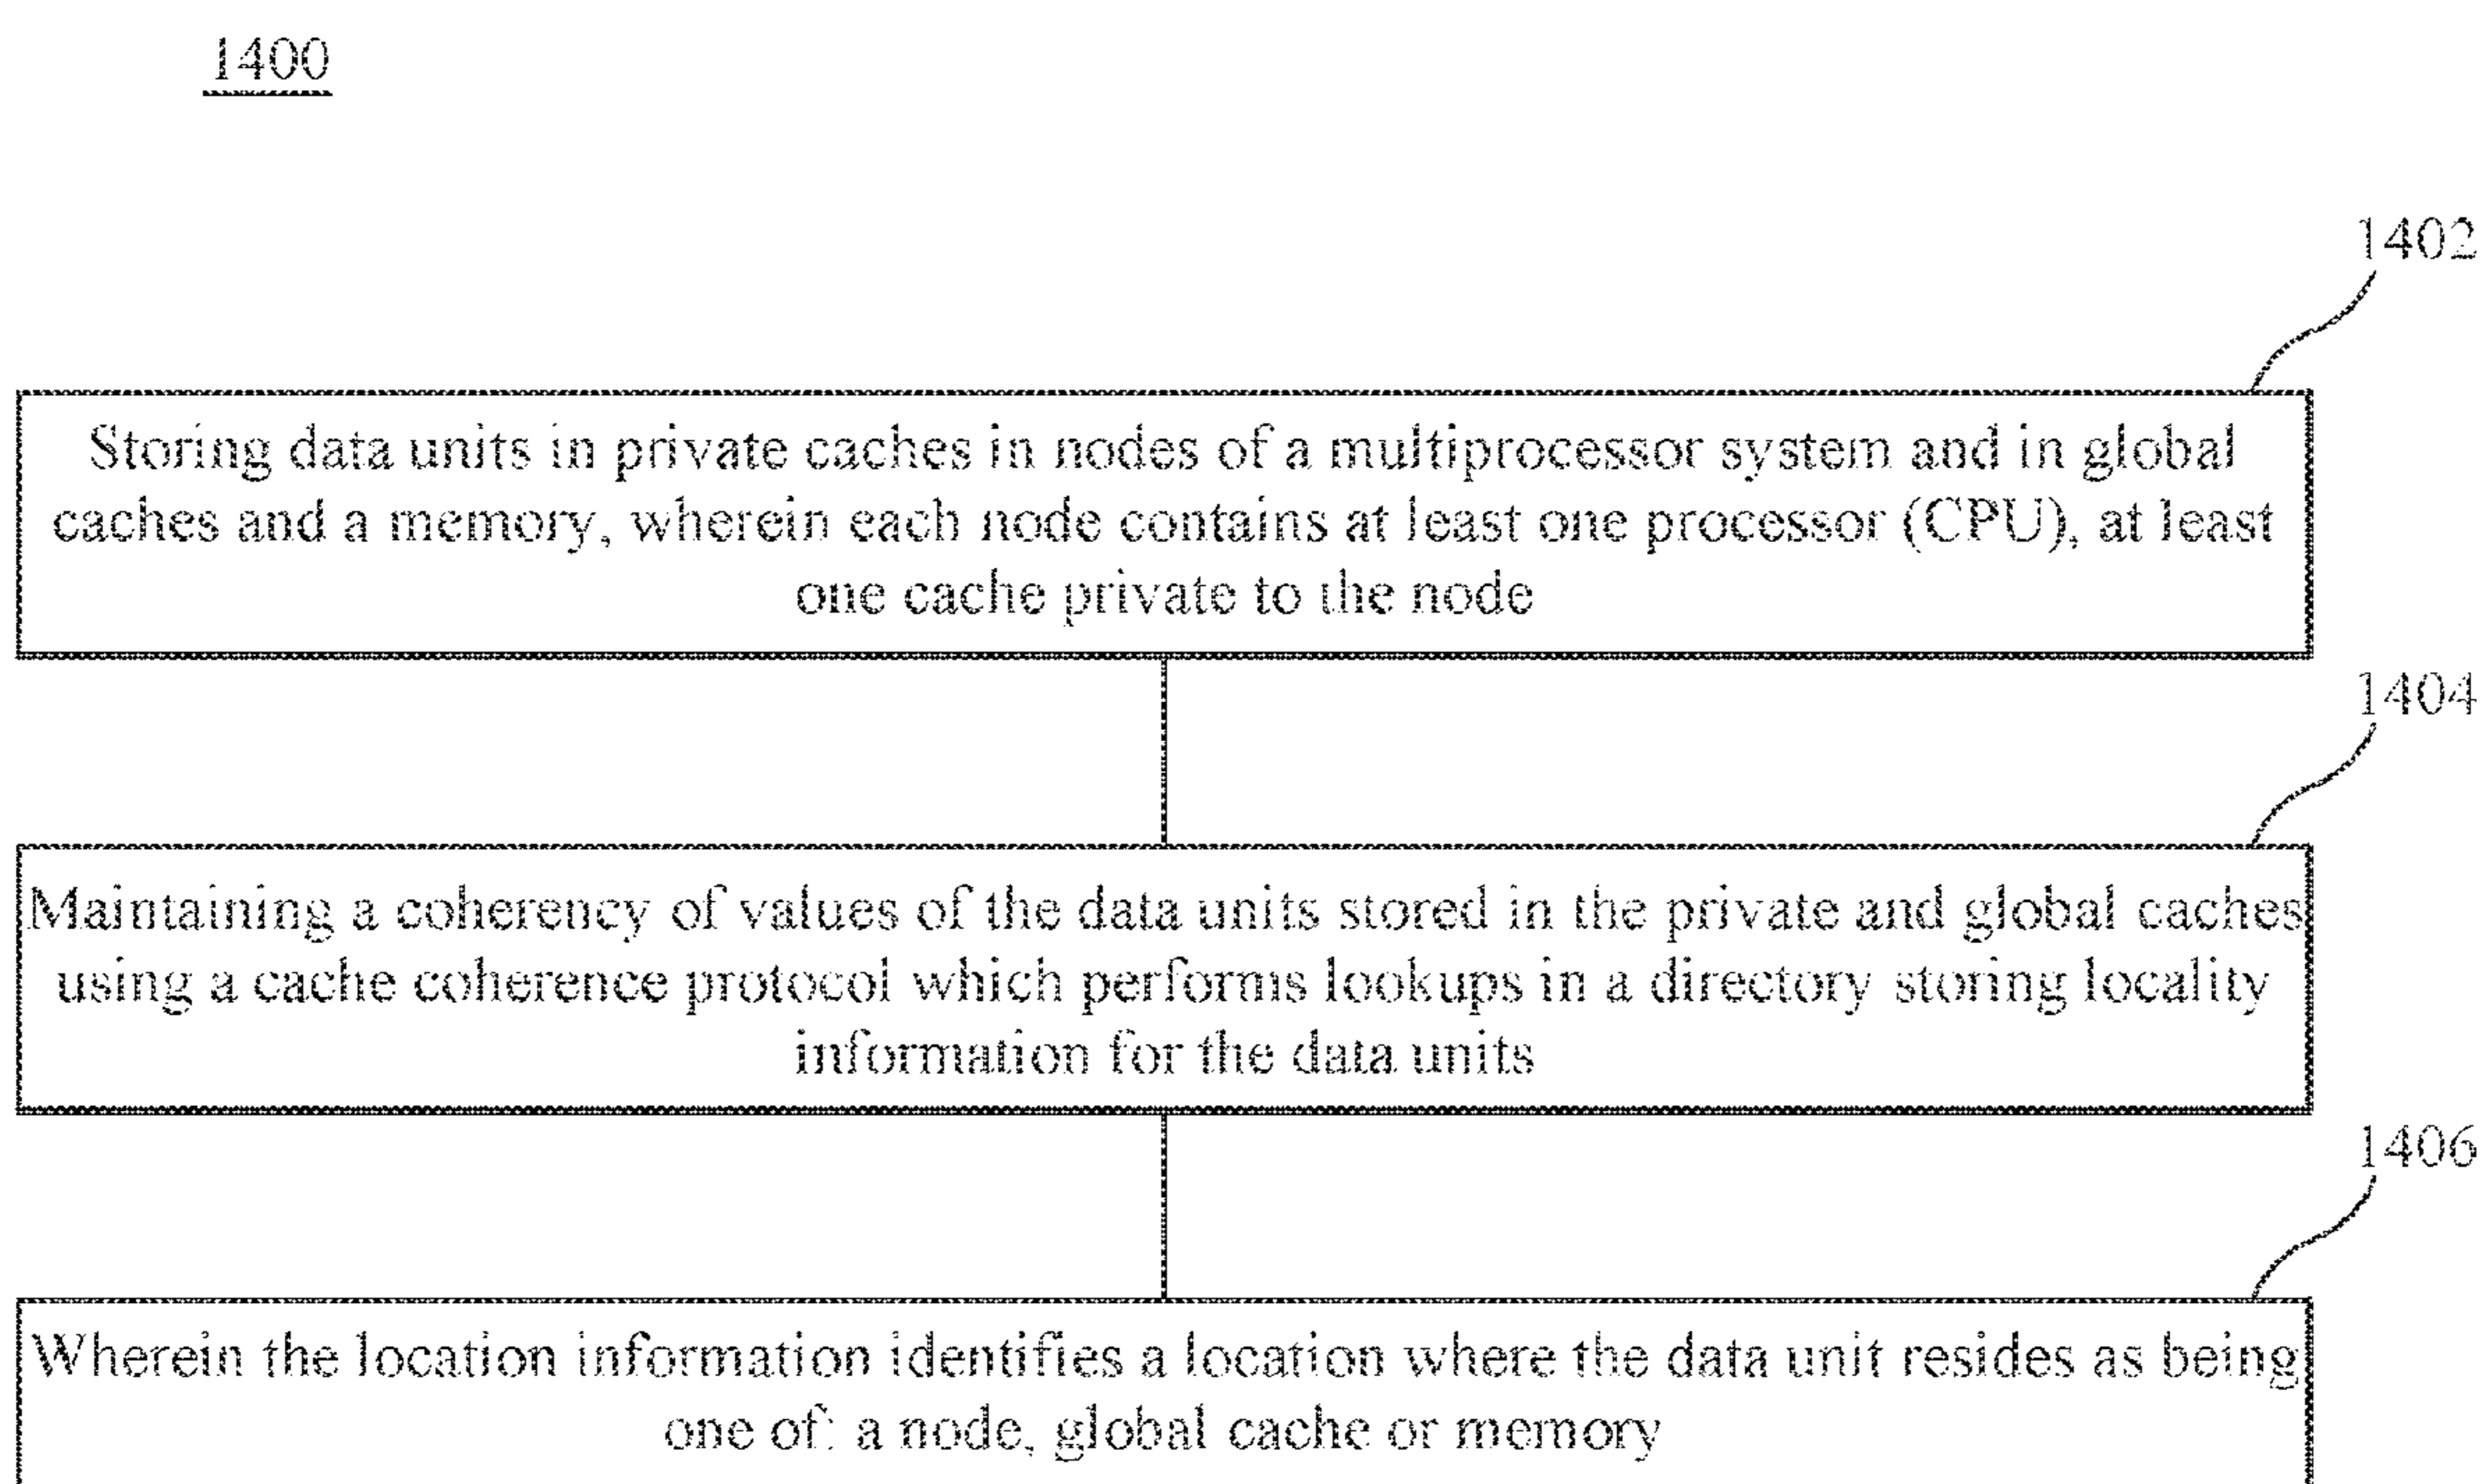 1400
1402
Storing data units in private caches in nodes of a multiprocessor system and in global
caches and a memory, wherein each node contains at least one processor (CPU), at least
one cache private to the node
1404
Maintaining a coherency of values of the data units stored in the private and global caches
using a cache coherence protocol which performs lookups in a directory storing locality
information for the data units
1406
Wherein the location information identifies a location where the data unit resides as being
one of: a node, global cache or memory